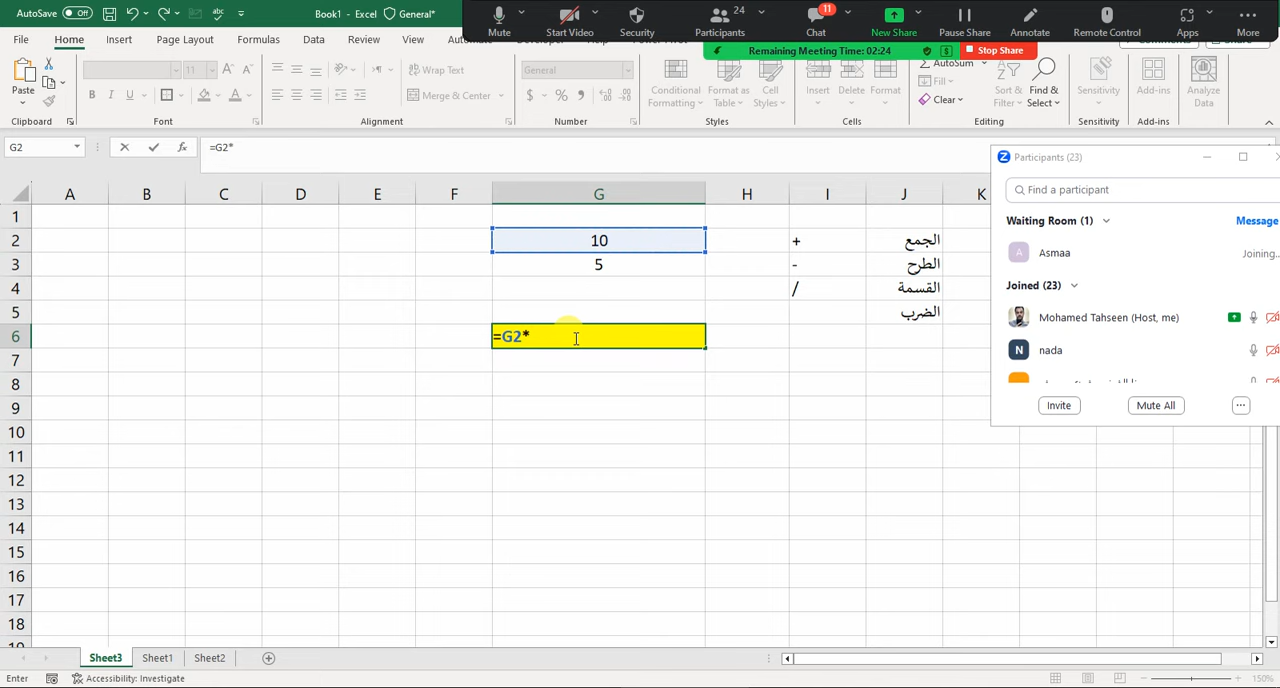 AutoSave Off Book1 - Excel General*
Mute Start Video Security Participants 24 Chat 11 New Share Pause Share Annotate Remote Control Apps More
Remaining Meeting Time: 02:24 Stop Share
File Home Insert Page Layout Formulas Data Review View
Paste Wrap Text General AutoSum
Merge & Center Conditional Formatting Format as Table Cell Styles Insert Delete Format Fill Clear Sort & Filter Find & Select Sensitivity Add-ins Analyze Data
Clipboard Font Alignment Number Styles Cells Editing Sensitivity Add-ins
G2 fx =G2*
A B C D E F G H I J K
1
2 10 + الجمع
3 5 - الطرح
4 / القسمة
5 الضرب
6 =G2*
7
8
9
10
11
12
13
14
15
16
17
18
19
Participants (23)
Find a participant
Waiting Room (1) Message
A Asmaa Joining...
Joined (23)
Mohamed Tahseen (Host, me)
N nada
Invite Mute All ...
Sheet3 Sheet1 Sheet2
Enter Accessibility: Investigate 150%